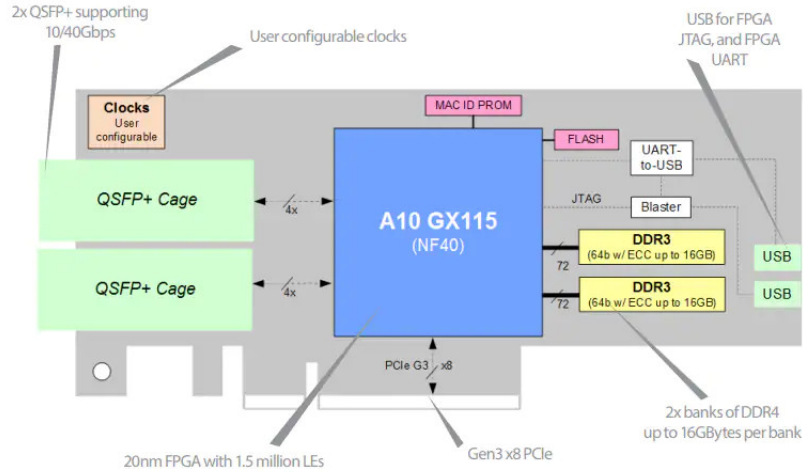 2x QSFP+ supporting
10/40Gbps
User configurable clocks
USB for FPGA
JTAG, and FPGA
UART
Clocks
User
configurable
MAC ID PROM
FLASH
UART-
to-USB
JTAG
Blaster
QSFP+ Cage
4x
A10 GX115
(NF40)
DDR3
(64b w/ ECC up to 16GB)
72
USB
QSFP+ Cage
4x
DDR3
(64b w/ ECC up to 16GB)
72
USB
PCIe G3
x8
2x banks of DDR4
up to 16GBytes per bank
Gen3 x8 PCIe
20nm FPGA with 1.5 million LEs